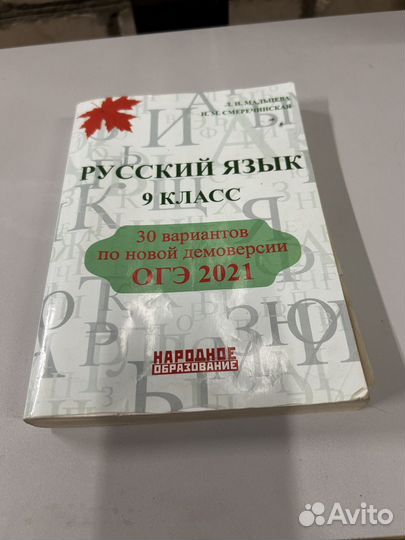 Л. И. МАЛЬЦЕВА
Н. М. СМЕРЕЧИНСКАЯ
РУССКИЙ ЯЗЫК
9 КЛАСС
30 вариантов
по новой демоверсии
ОГЭ 2021
НАРОДНОЕ
ОБРАЗОВАНИЕ
Avito